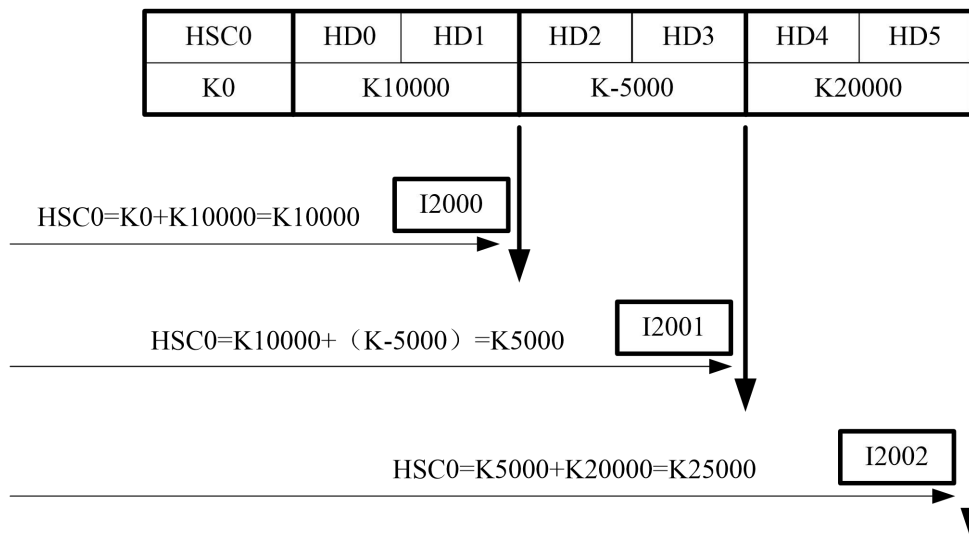 HSC0 HD0 HD1 HD2 HD3 HD4 HD5
K0 K10000 K-5000 K20000
I2000
HSC0=K0+K10000=K10000
I2001
HSC0=K10000+（K-5000）=K5000
I2002
HSC0=K5000+K20000=K25000